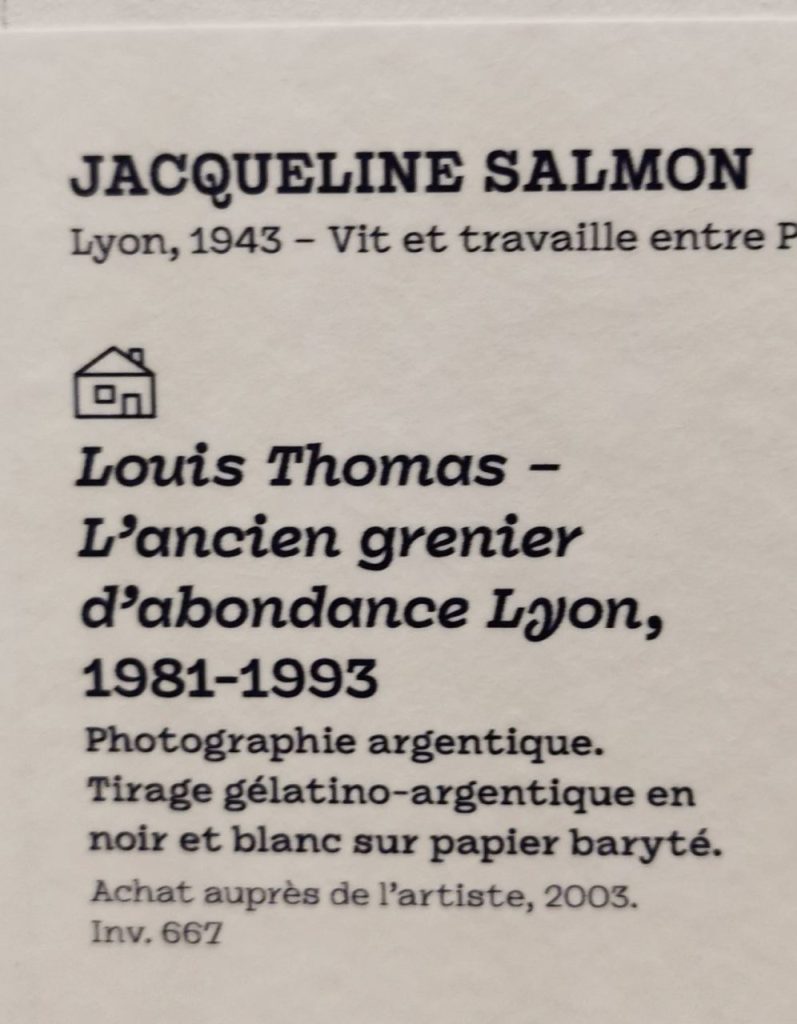 JACQUELINE SALMON
Lyon, 1943 – Vit et travaille entre P
Louis Thomas –
L’ancien grenier
d’abondance Lyon,
1981-1993
Photographie argentique.
Tirage gélatino-argentique en
noir et blanc sur papier baryté.
Achat auprès de l’artiste, 2003.
Inv. 667